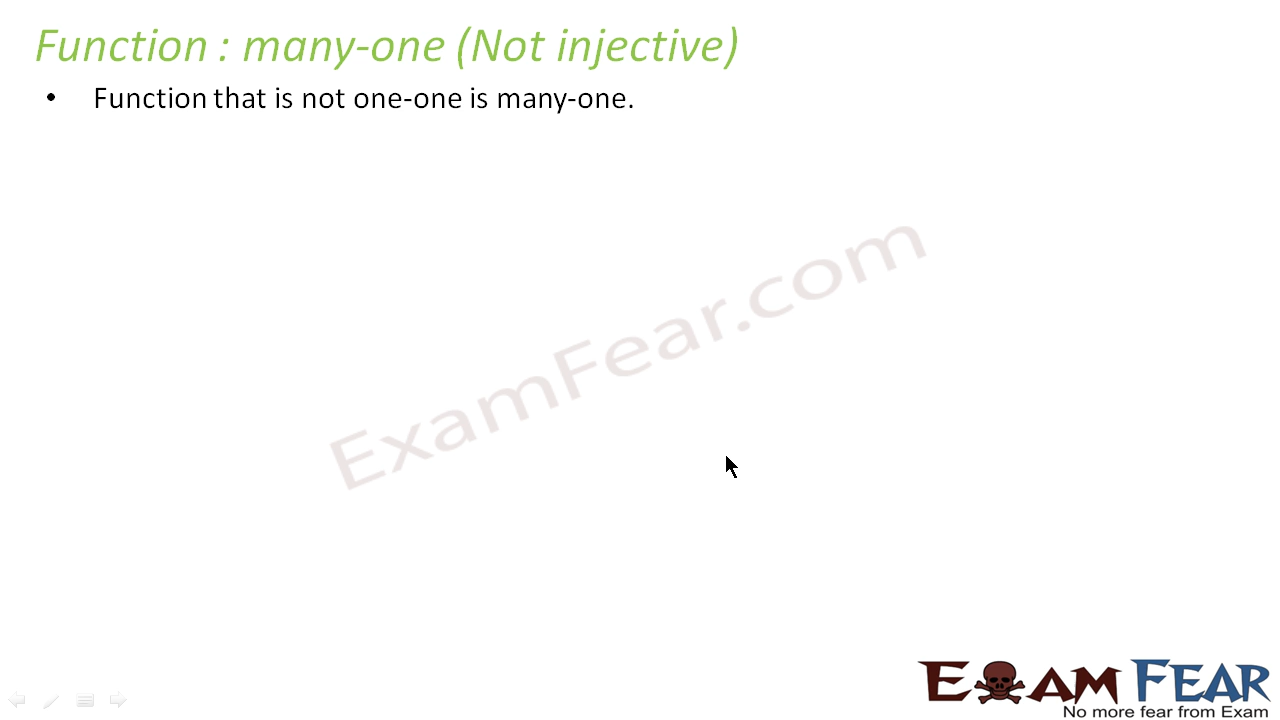 Function : many-one (Not injective)
• Function that is not one-one is many-one.
ExamFear.com
EXAM FEAR
No more fear from Exam